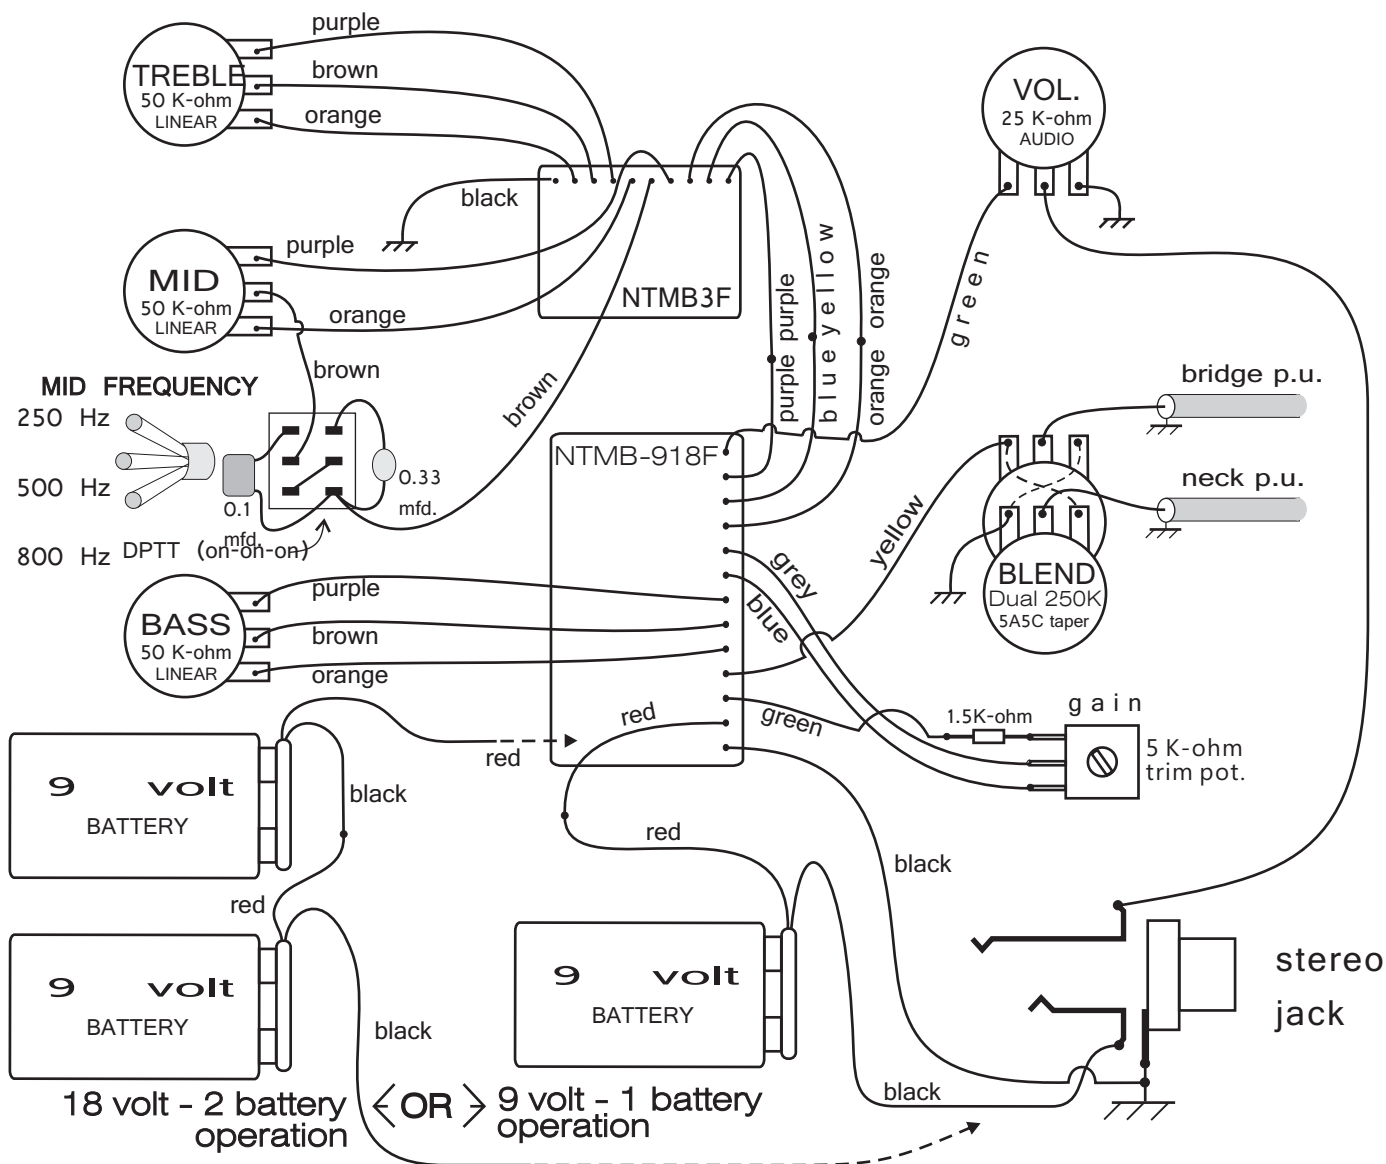 purple
TREBLE
50 K-ohm
LINEAR
brown
orange
black
purple
MID
50 K-ohm
LINEAR
orange
NTMB3F
brown
brown
purple purple
blue yellow
orange orange
green
VOL.
25 K-ohm
AUDIO
MID FREQUENCY
250 Hz
500 Hz
800 Hz
0.1
mfd.
0.33
mfd.
DPTT (on-on-on)
NTMB-918F
bridge p.u.
neck p.u.
yellow
BLEND
Dual 250K
5A5C taper
grey
blue
purple
BASS
50 K-ohm
LINEAR
brown
orange
green
red
red
1.5K-ohm
gain
5 K-ohm
trim pot.
9 volt
BATTERY
black
red
9 volt
BATTERY
black
red
9 volt
BATTERY
black
black
stereo
jack
18 volt - 2 battery
operation
OR
9 volt - 1 battery
operation